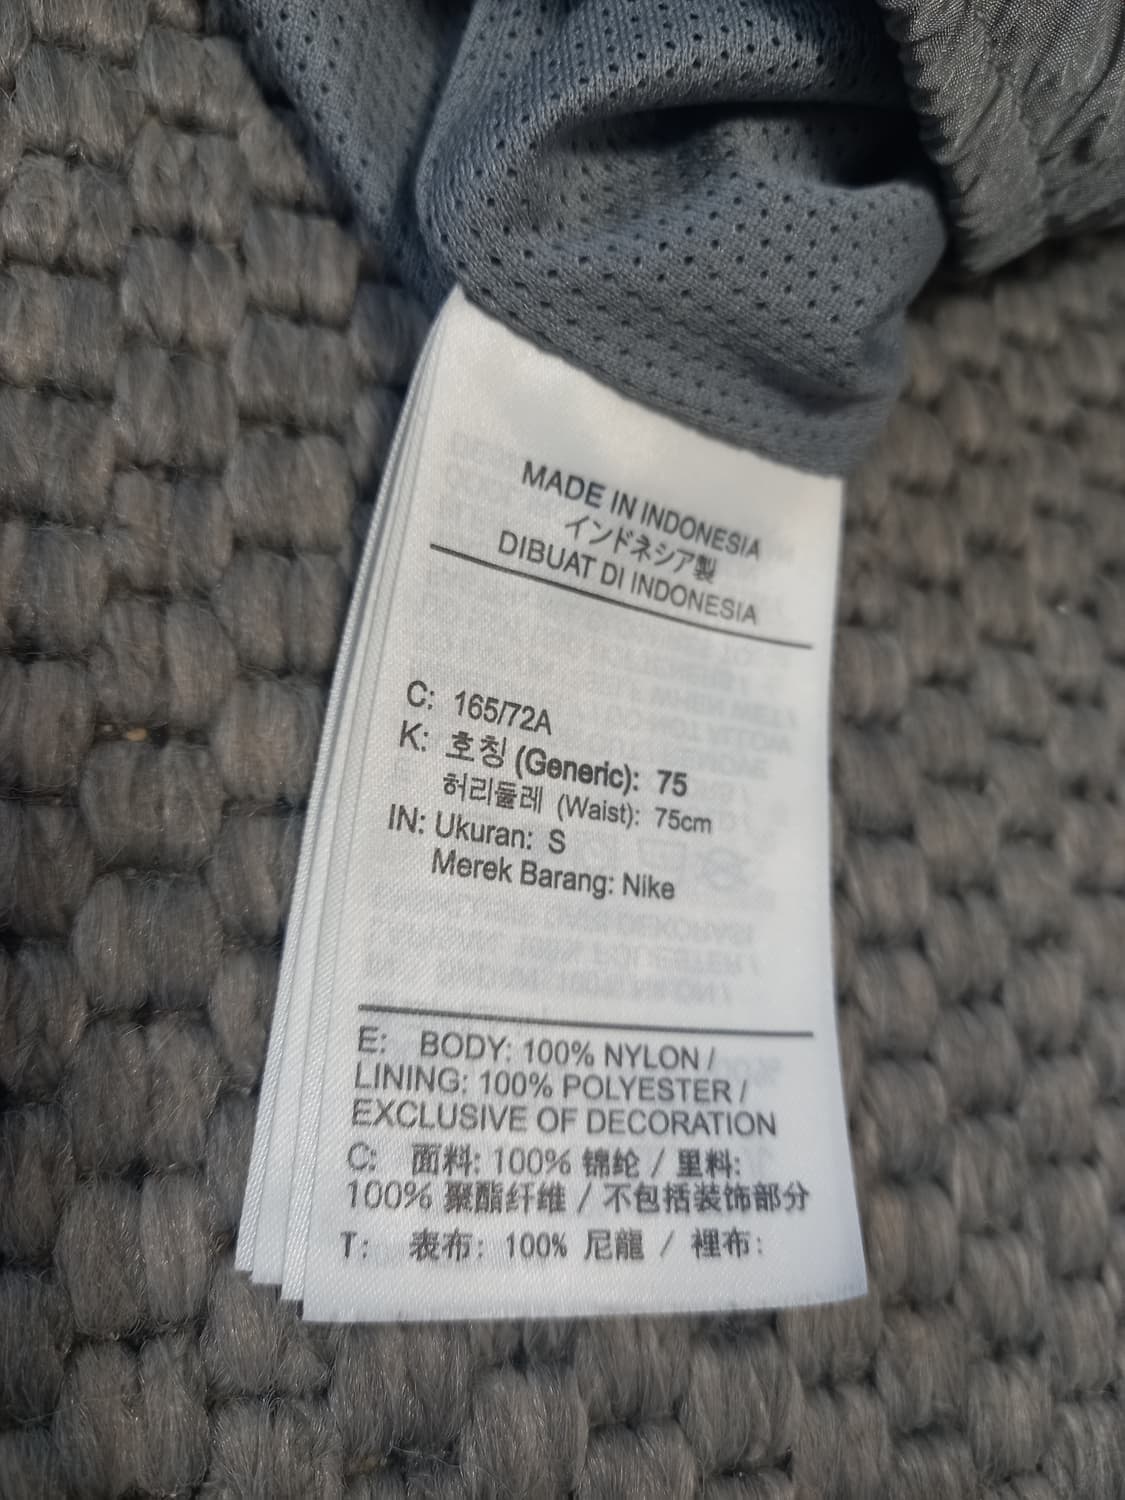 MADE IN INDONESIA
インドネシア製
DIBUAT DI INDONESIA
C: 165/72A
K: 호칭 (Generic): 75
허리둘레 (Waist): 75cm
IN: Ukuran: S
Merek Barang: Nike
E: BODY: 100% NYLON /
LINING: 100% POLYESTER /
EXCLUSIVE OF DECORATION
C: 面料: 100% 锦纶 / 里料:
100% 聚酯纤维 / 不包括装饰部分
T: 表布: 100% 尼龍 / 裡布: